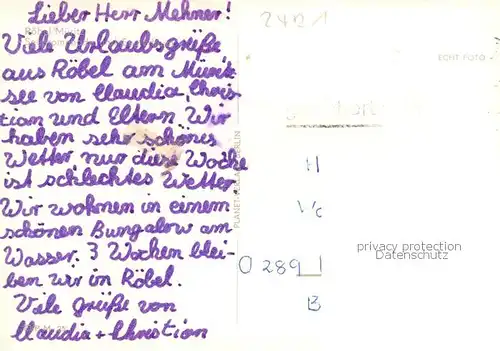 Lieber Herr Mehner!
Viele Urlaubsgrüße
aus Röbel am Müritz
see von Claudia, Chris
tian und Eltern. Wir
haben sehr schönes
Wetter nur diese Woche
ist schlechtes Wetter.
Wir wohnen in einem
schönen Bungalow am
Wasser. 3 Wochen blei-
ben wir in Röbel.
Viele grüße von
Claudia + Christian
ECHT FOTO
privacy protection
Datenschutz
0 289
B